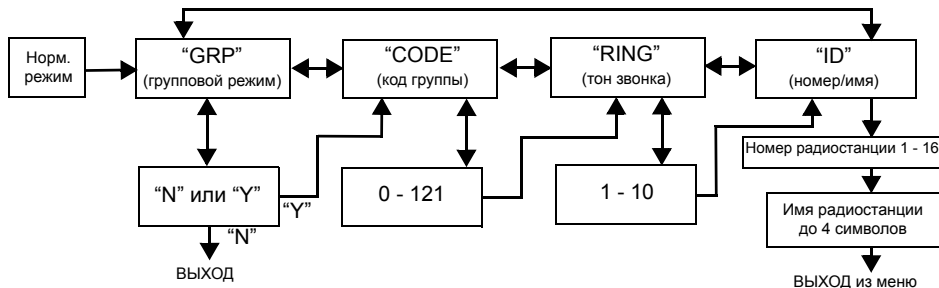 Норм.
режим
“GRP”
(групповой режим)
“CODE”
(код группы)
“RING”
(тон звонка)
“ID”
(номер/имя)
“N” или “Y”
“Y”
“N”
ВЫХОД
0 - 121
1 - 10
Номер радиостанции 1 - 16
Имя радиостанции
до 4 символов
ВЫХОД из меню